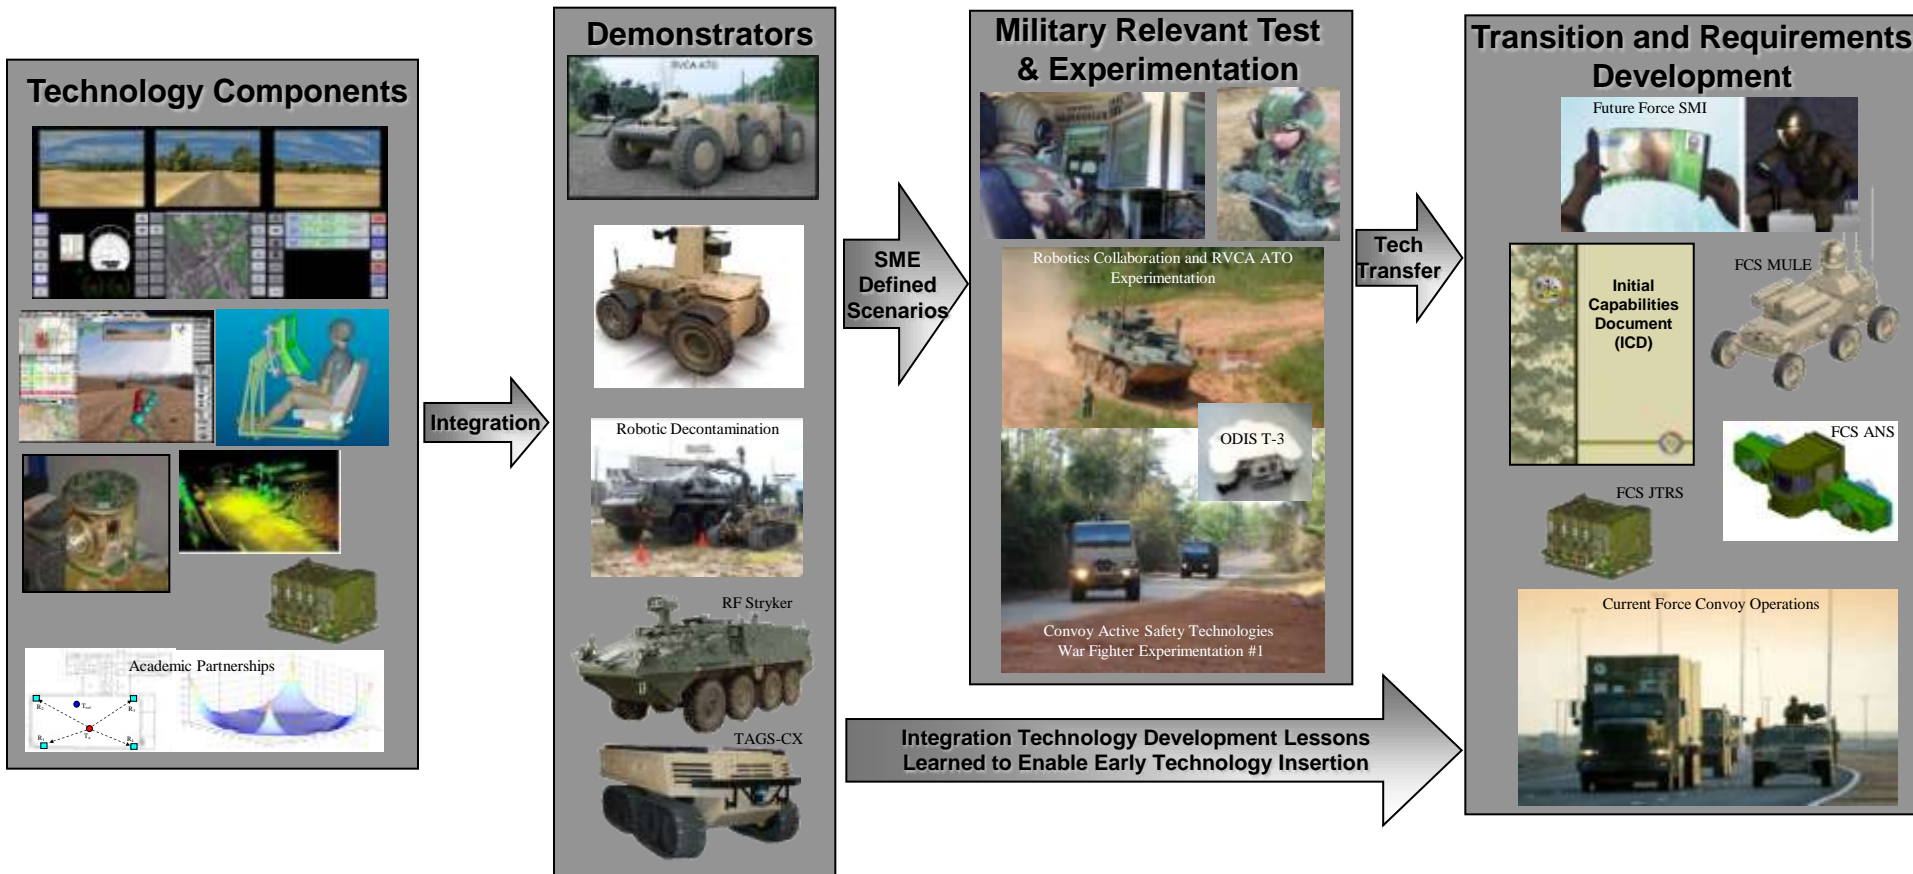 Technology Components
Academic Partnerships
Integration
Demonstrators
RVCA ATO
Robotic Decontamination
RF Stryker
TAGS-CX
SME
Defined
Scenarios
Military Relevant Test
& Experimentation
Robotics Collaboration and RVCA ATO
Experimentation
ODIS T-3
Convoy Active Safety Technologies
War Fighter Experimentation #1
Tech
Transfer
Integration Technology Development Lessons
Learned to Enable Early Technology Insertion
Transition and Requirements
Development
Future Force SMI
Initial
Capabilities
Document
(ICD)
FCS MULE
FCS ANS
FCS JTRS
Current Force Convoy Operations